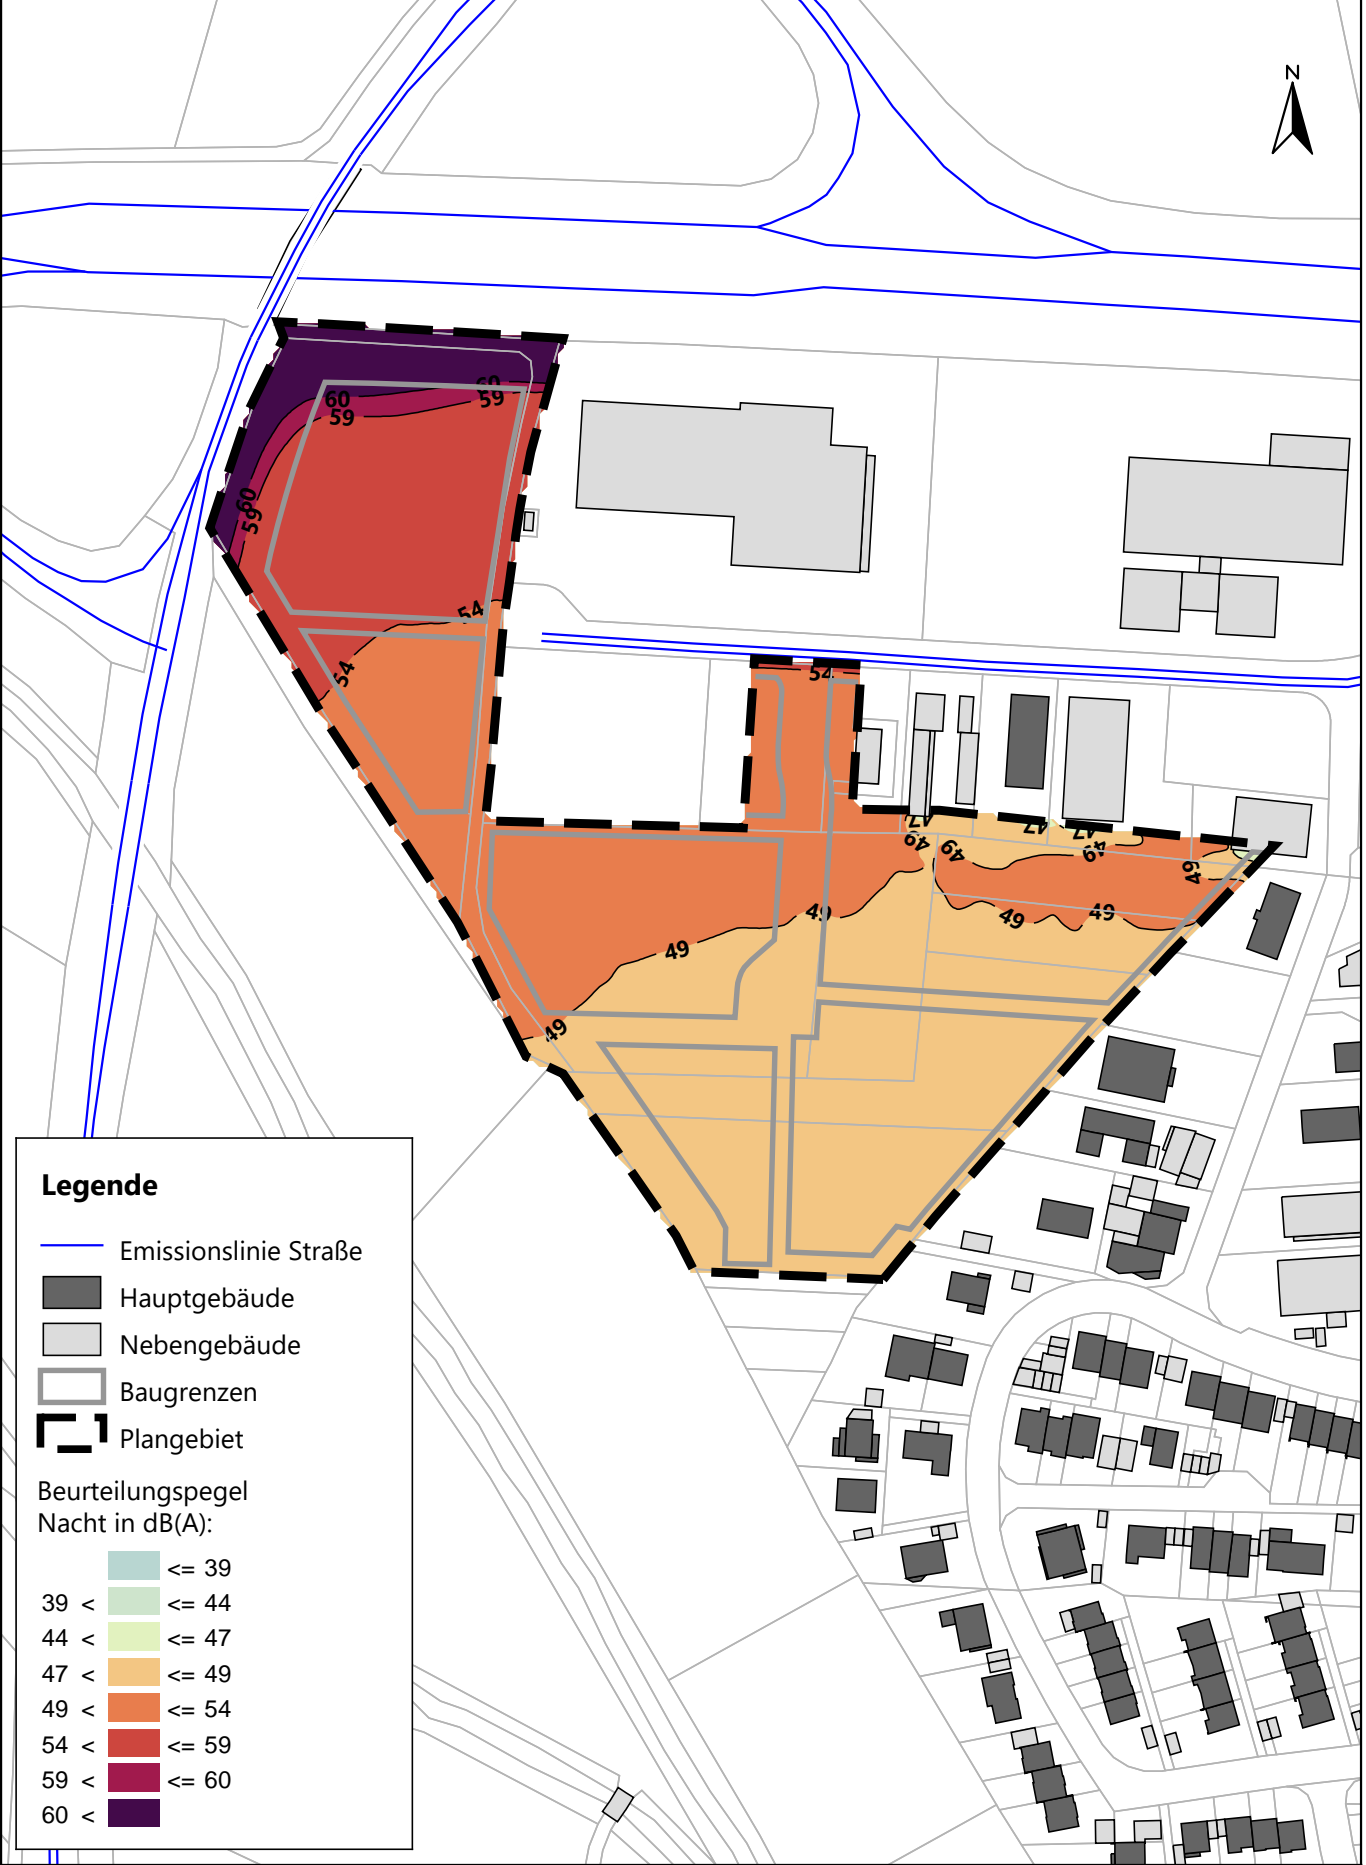 N
60
60
59
59
60
59
54
54
54
47
47
47
49
49
49
49
49
49
49
49
49
Legende
Emissionslinie Straße
Hauptgebäude
Nebengebäude
Baugrenzen
Plangebiet
Beurteilungspegel
Nacht in dB(A):
<= 39
39 < <= 44
44 < <= 47
47 < <= 49
49 < <= 54
54 < <= 59
59 < <= 60
60 <